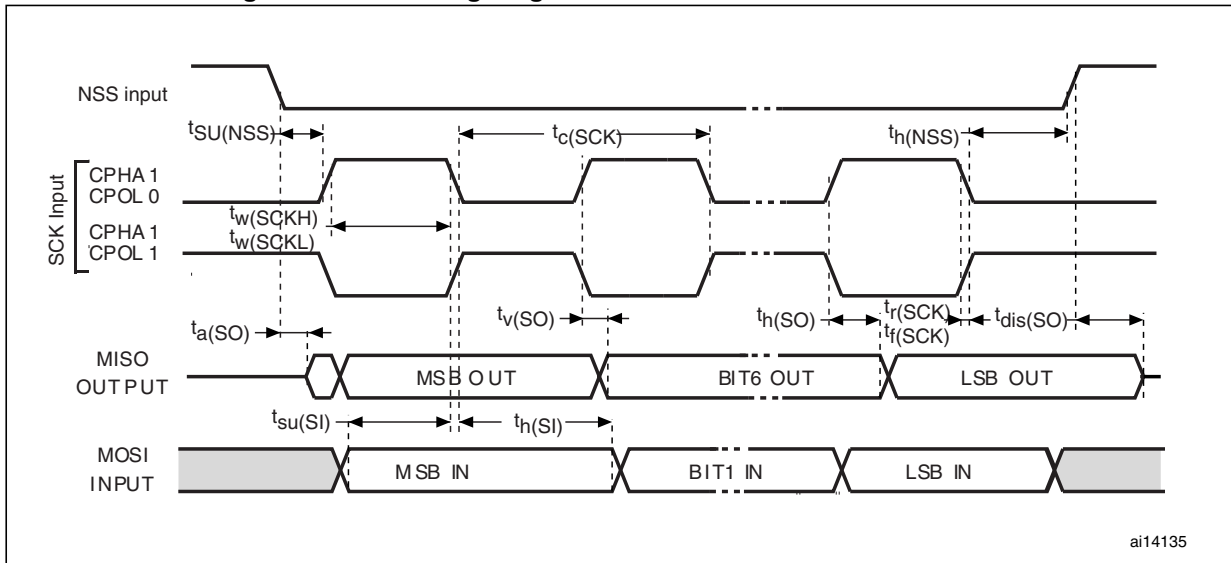 NSS input
tSU(NSS)
tc(SCK)
th(NSS)
SCK Input
CPHA 1
CPOL 0
tw(SCKH)
tw(SCKL)
CPHA 1
CPOL 1
ta(SO)
tv(SO)
th(SO)
tr(SCK)
tf(SCK)
tdis(SO)
MISO
OUTPUT
MSB OUT
BIT6 OUT
LSB OUT
tsu(SI)
th(SI)
MOSI
INPUT
MSB IN
BIT1 IN
LSB IN
ai14135